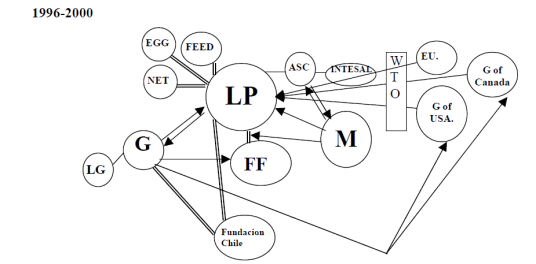 1996-2000
EGG
FEED
NET
LP
ASC
INTESAL
W
T
O
EU.
G of
Canada
G of
USA.
G
LG
FF
M
Fundacion
Chile